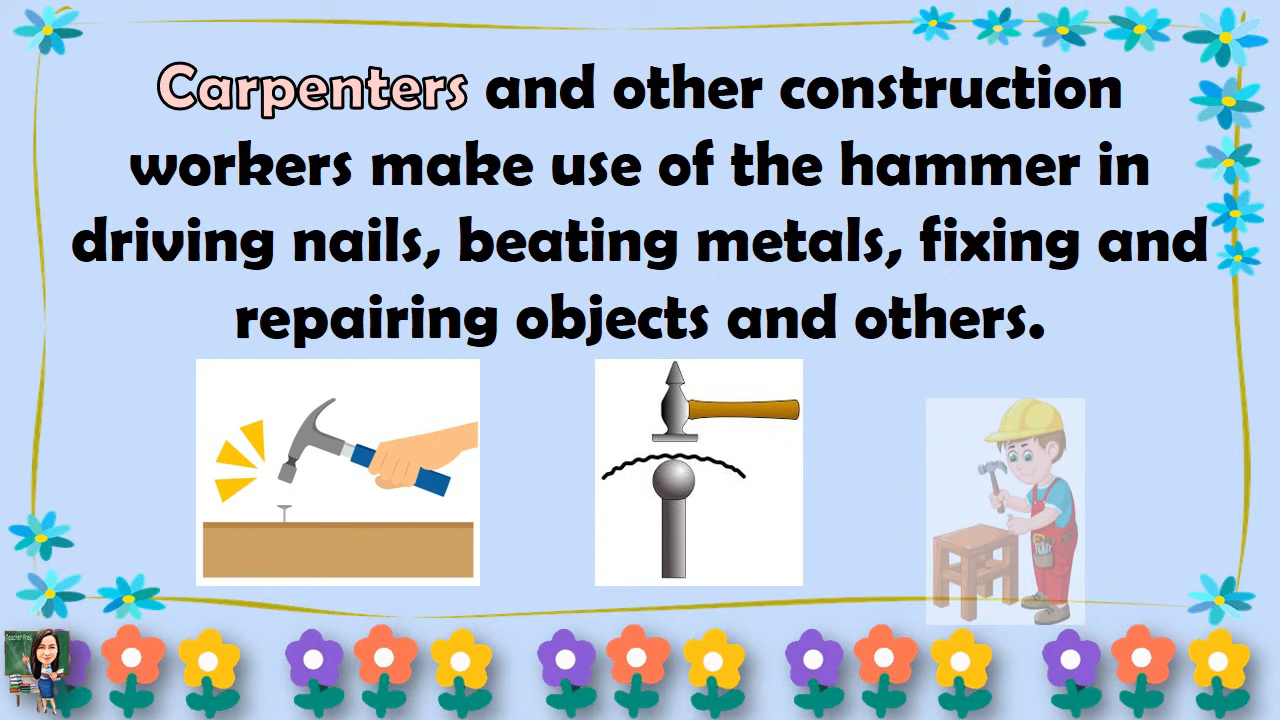 Carpenters and other construction
workers make use of the hammer in
driving nails, beating metals, fixing and
repairing objects and others.